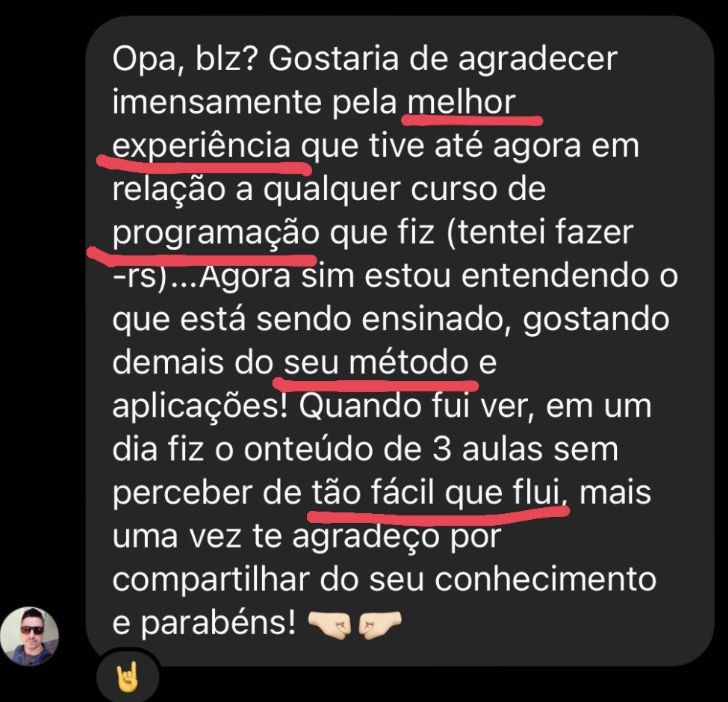 Opa, blz? Gostaria de agradecer
imensamente pela melhor
experiência que tive até agora em
relação a qualquer curso de
programação que fiz (tentei fazer
-rs)...Agora sim estou entendendo o
que está sendo ensinado, gostando
demais do seu método e
aplicações! Quando fui ver, em um
dia fiz o onteúdo de 3 aulas sem
perceber de tão fácil que flui, mais
uma vez te agradeço por
compartilhar do seu conhecimento
e parabéns! 🤜🏻🤛🏻